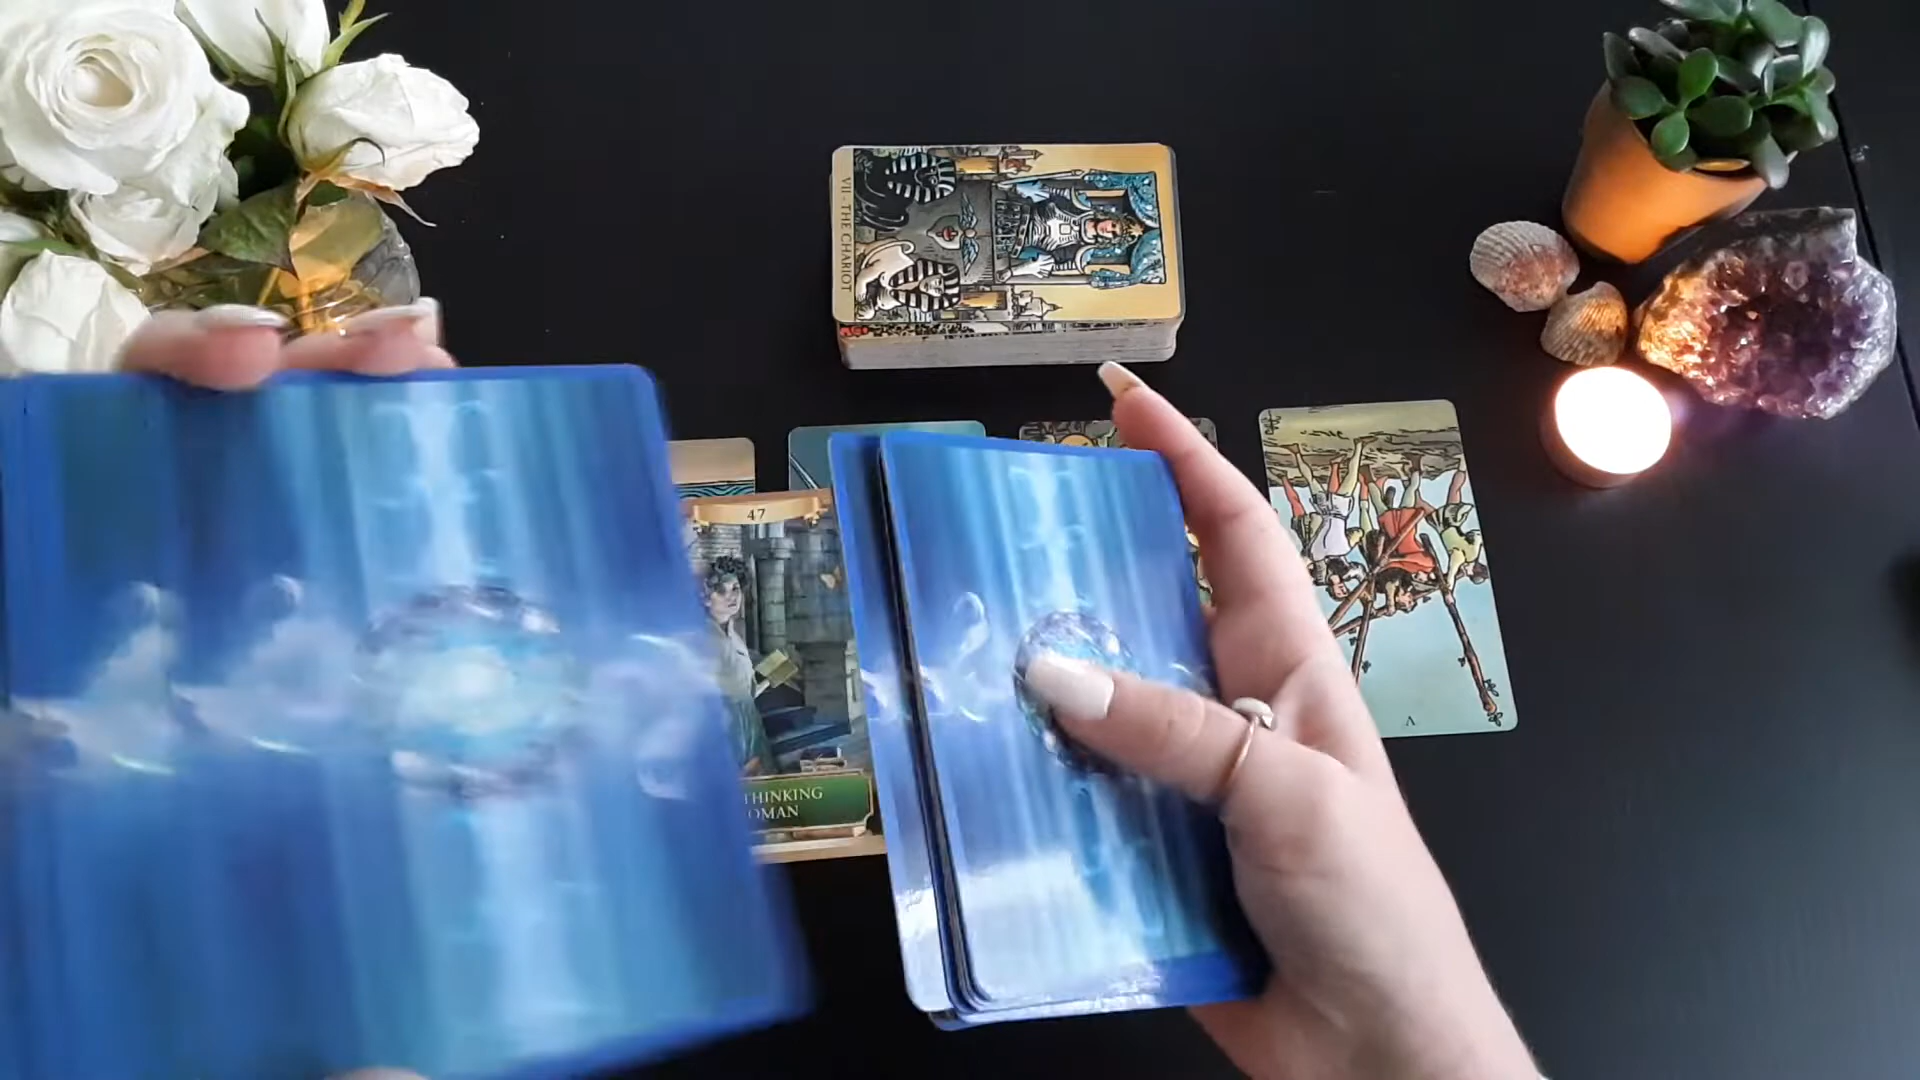 VII · THE CHARIOT
47
THINKING
OMAN
V